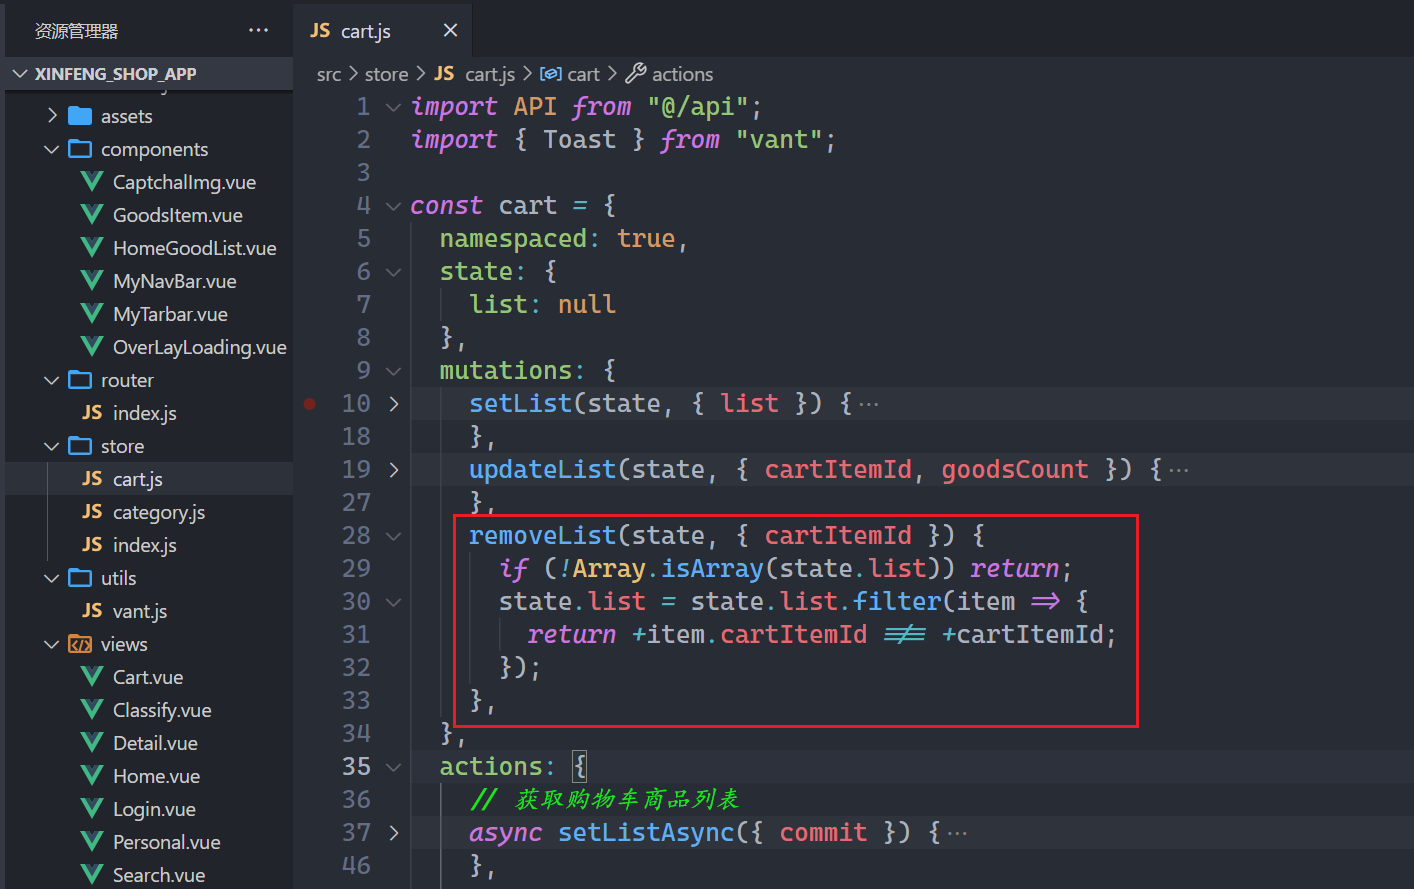 资源管理器 ···
XINFENG_SHOP_APP
assets
components
CaptchalImg.vue
GoodsItem.vue
HomeGoodList.vue
MyNavBar.vue
MyTarbar.vue
OverLayLoading.vue
router
JS index.js
store
JS cart.js
JS category.js
JS index.js
utils
JS vant.js
views
Cart.vue
Classify.vue
Detail.vue
Home.vue
Login.vue
Personal.vue
Search.vue
JS cart.js ×
src > store > JS cart.js > cart > actions
1 import API from "@/api";
2 import { Toast } from "vant";
3
4 const cart = {
5 namespaced: true,
6 state: {
7 list: null
8 },
9 mutations: {
10 setList(state, { list }) {···
18 },
19 updateList(state, { cartItemId, goodsCount }) {···
27 },
28 removeList(state, { cartItemId }) {
29 if (!Array.isArray(state.list)) return;
30 state.list = state.list.filter(item => {
31 return +item.cartItemId !== +cartItemId;
32 });
33 },
34 },
35 actions: {
36 // 获取购物车商品列表
37 async setListAsync({ commit }) {···
46 },